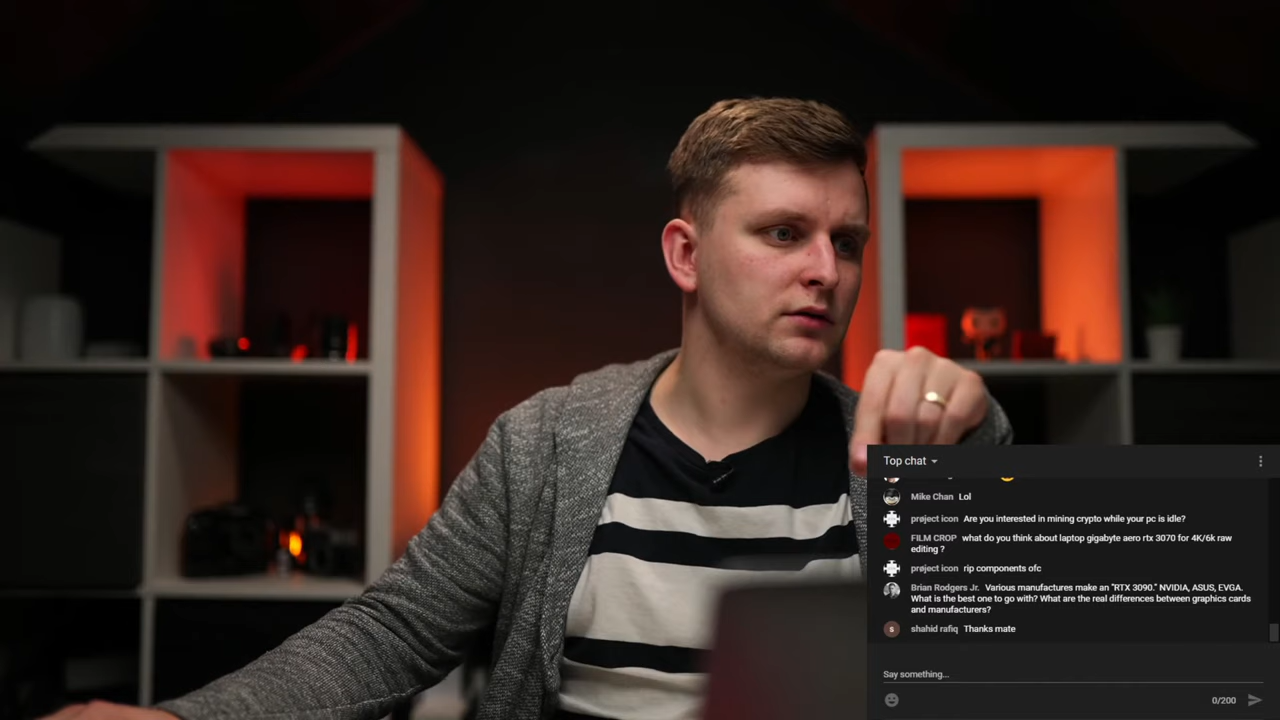 Top chat
Mike Chan Lol
prøject icon Are you interested in mining crypto while your pc is idle?
FILM CROP what do you think about laptop gigabyte aero rtx 3070 for 4K/6k raw
editing ?
prøject icon rip components ofc
Brian Rodgers Jr. Various manufactures make an "RTX 3090." NVIDIA, ASUS, EVGA.
What is the best one to go with? What are the real differences between graphics cards
and manufacturers?
s
shahid rafiq Thanks mate
Say something...
0/200